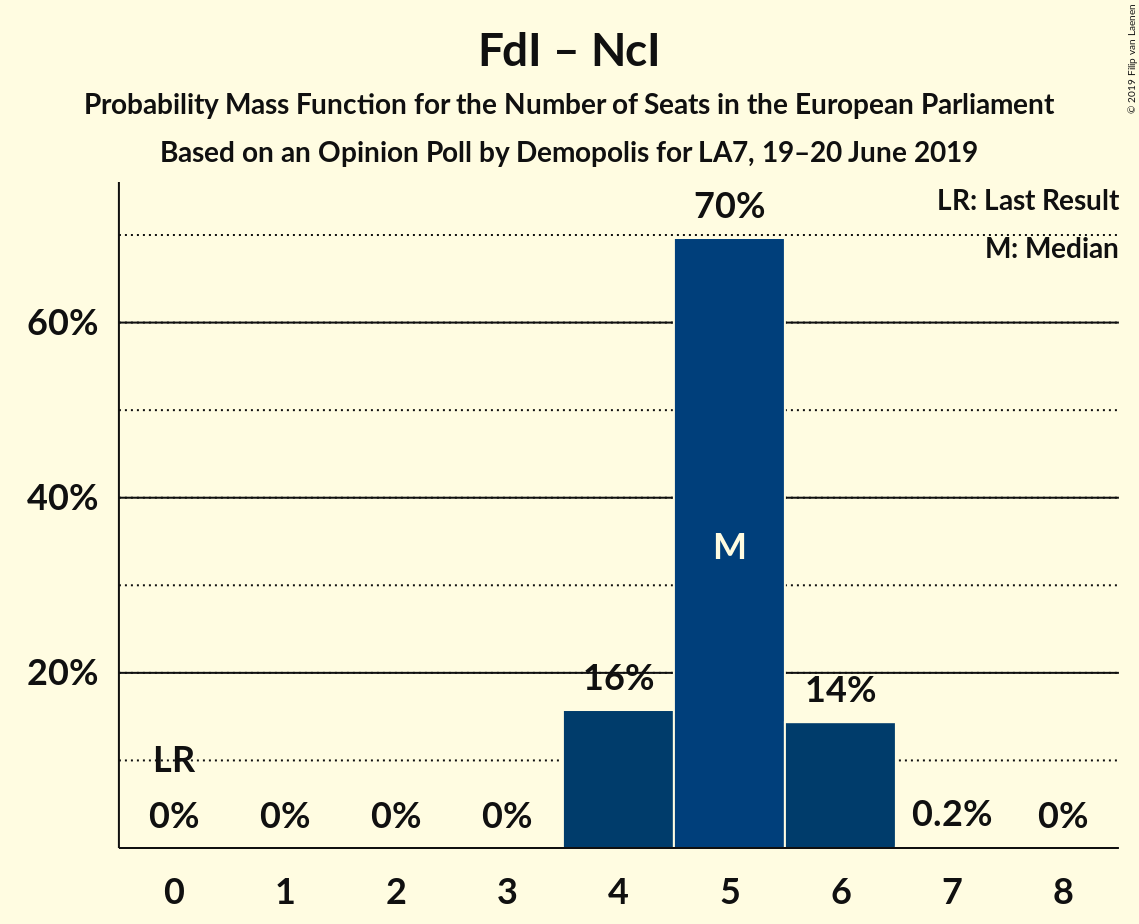 FdI – NcI
Probability Mass Function for the Number of Seats in the European Parliament
Based on an Opinion Poll by Demopolis for LA7, 19–20 June 2019
© 2019 Filip van Laenen
LR: Last Result
M: Median
70%
60%
40%
M
20%
16%
14%
LR
0%
0%
0%
0%
0.2%
0%
0
1
2
3
4
5
6
7
8